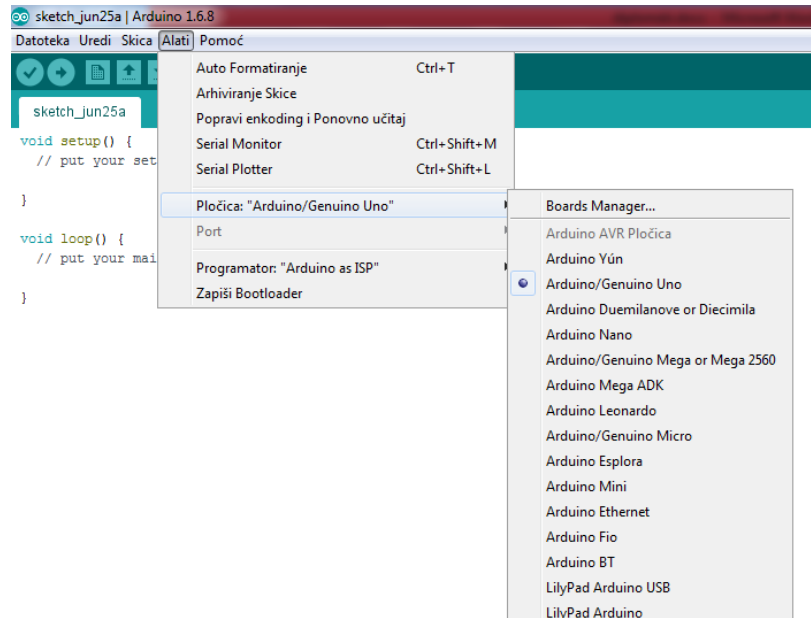 sketch_jun25a | Arduino 1.6.8
Datoteka Uredi Skica Alati Pomoć
sketch_jun25a
void setup() {
// put your set
}
void loop() {
// put your mai
}
Auto Formatiranje Ctrl+T
Arhiviranje Skice
Popravi enkoding i Ponovno učitaj
Serial Monitor Ctrl+Shift+M
Serial Plotter Ctrl+Shift+L
Pločica: "Arduino/Genuino Uno"
Port
Programator: "Arduino as ISP"
Zapiši Bootloader
Boards Manager...
Arduino AVR Pločica
Arduino Yún
Arduino/Genuino Uno
Arduino Duemilanove or Diecimila
Arduino Nano
Arduino/Genuino Mega or Mega 2560
Arduino Mega ADK
Arduino Leonardo
Arduino/Genuino Micro
Arduino Esplora
Arduino Mini
Arduino Ethernet
Arduino Fio
Arduino BT
LilyPad Arduino USB
LilyPad Arduino